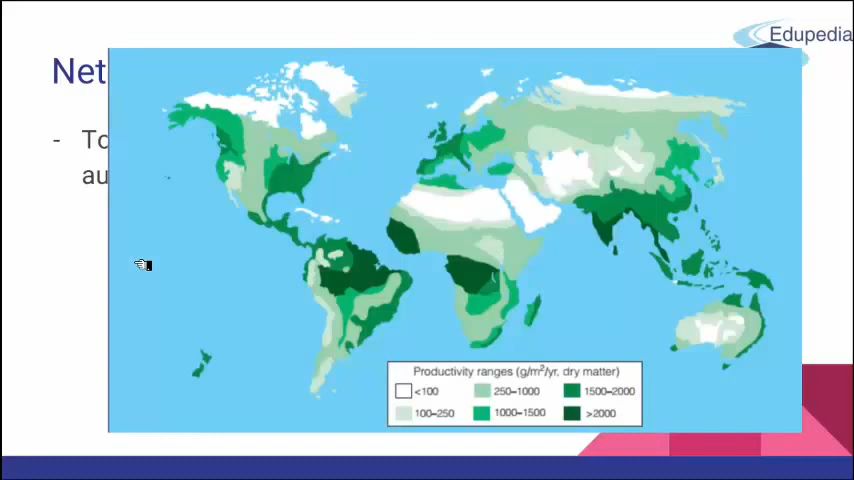 Edupedia
Net
- To
au
Productivity ranges (g/m²/yr, dry matter)
<100 250–1000 1500–2000
100–250 1000–1500 >2000